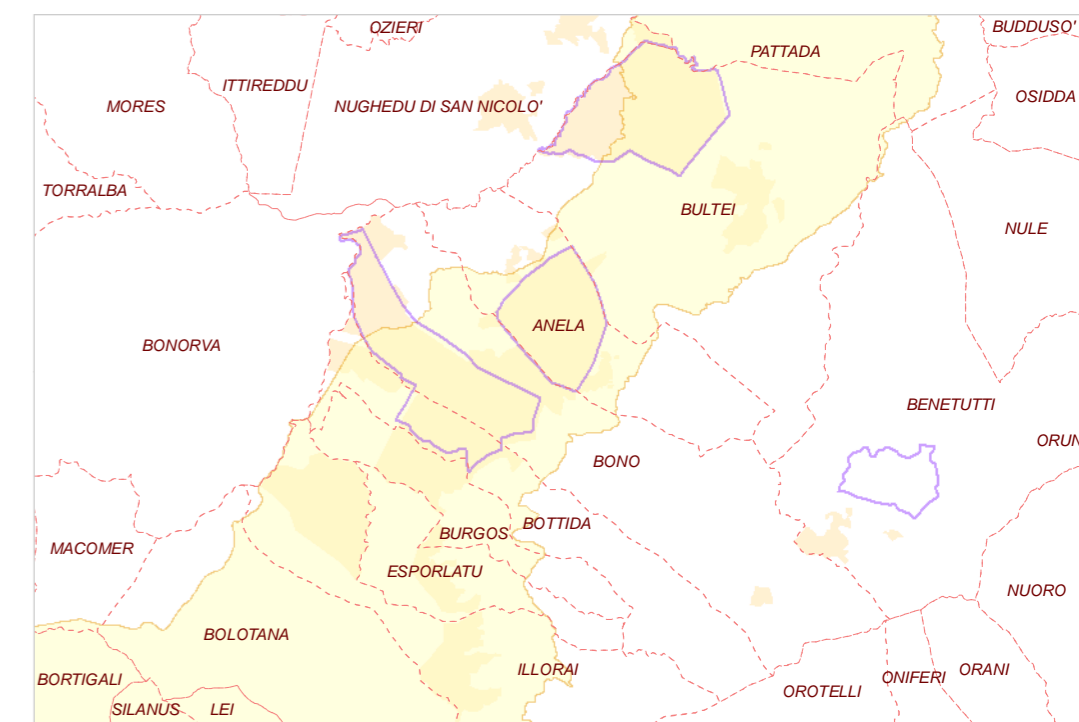 OZIERI
BUDDUSO'
PATTADA
ITTIREDDU
MORES
NUGHEDU DI SAN NICOLO'
OSIDDA
TORRALBA
BULTEI
NULE
ANELA
BONORVA
BENETUTTI
ORUN
BONO
BOTTIDA
BURGOS
MACOMER
ESPORLATU
NUORO
BOLOTANA
ILLORAI
ORANI
ONIFERI
BORTIGALI
OROTELLI
SILANUS
LEI